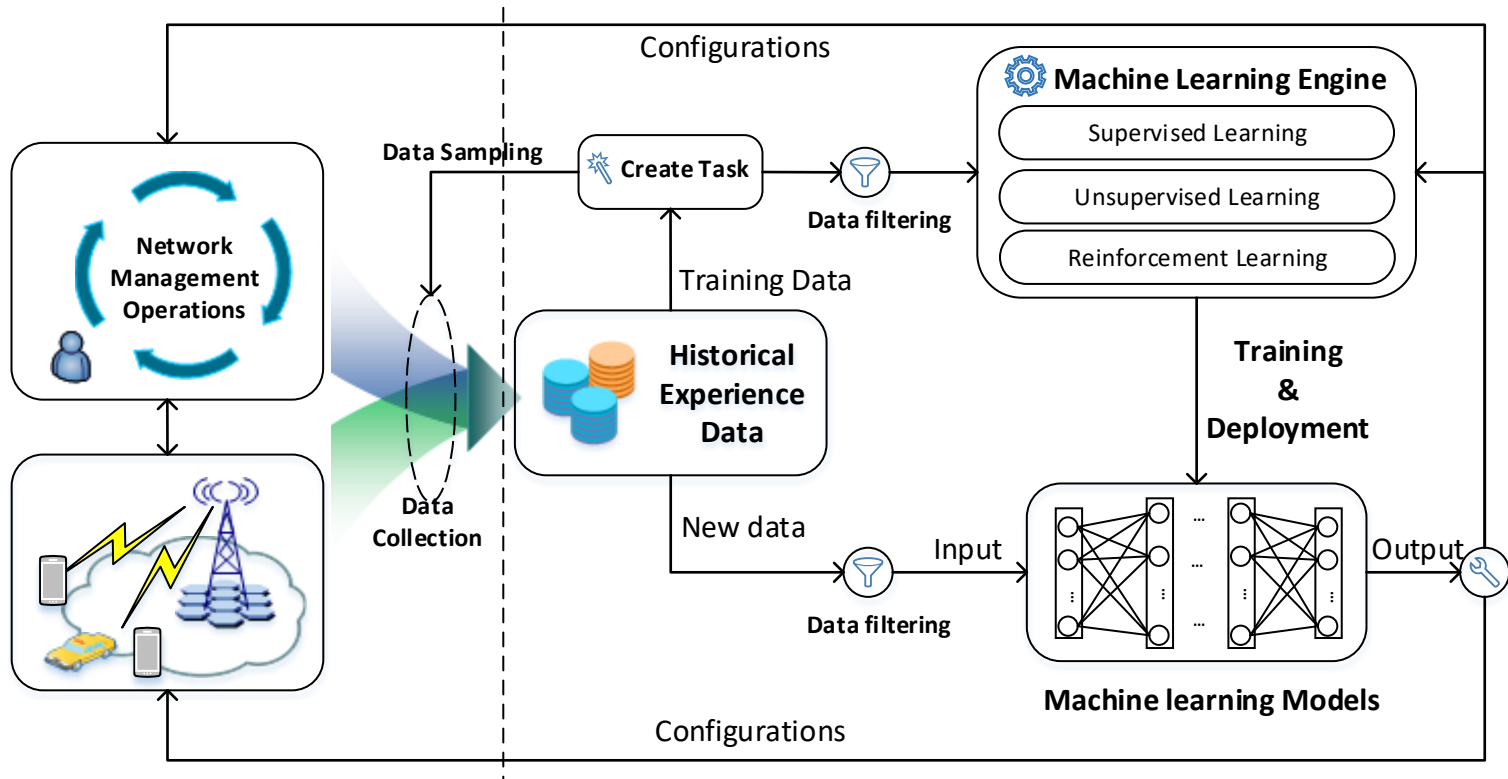 Configurations
Machine Learning Engine
Supervised Learning
Unsupervised Learning
Reinforcement Learning
Data Sampling
Create Task
Data filtering
Network
Management
Operations
Training Data
Historical
Experience
Data
Training
&
Deployment
Data
Collection
New data
Data filtering
Input
...
...
...
...
...
...
Output
Machine learning Models
Configurations